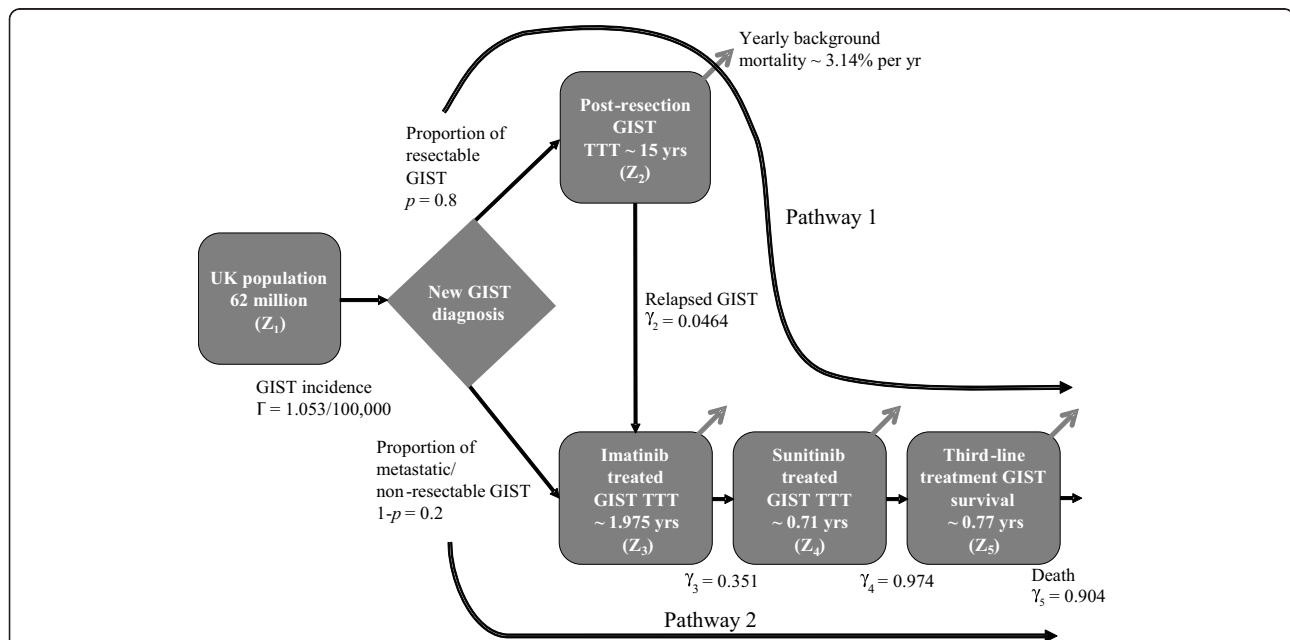 Yearly background
mortality ~ 3.14% per yr
Post-resection
GIST
TTT ~ 15 yrs
(Z₂)
Proportion of
resectable
GIST
p = 0.8
Pathway 1
UK population
62 million
(Z₁)
New GIST
diagnosis
Relapsed GIST
γ₂ = 0.0464
GIST incidence
Γ = 1.053/100,000
Proportion of
metastatic/
non-resectable GIST
1-p = 0.2
Imatinib
treated
GIST TTT
~ 1.975 yrs
(Z₃)
Sunitinib
treated
GIST TTT
~ 0.71 yrs
(Z₄)
Third-line
treatment GIST
survival
~ 0.77 yrs
(Z₅)
γ₃ = 0.351
γ₄ = 0.974
Death
γ₅ = 0.904
Pathway 2